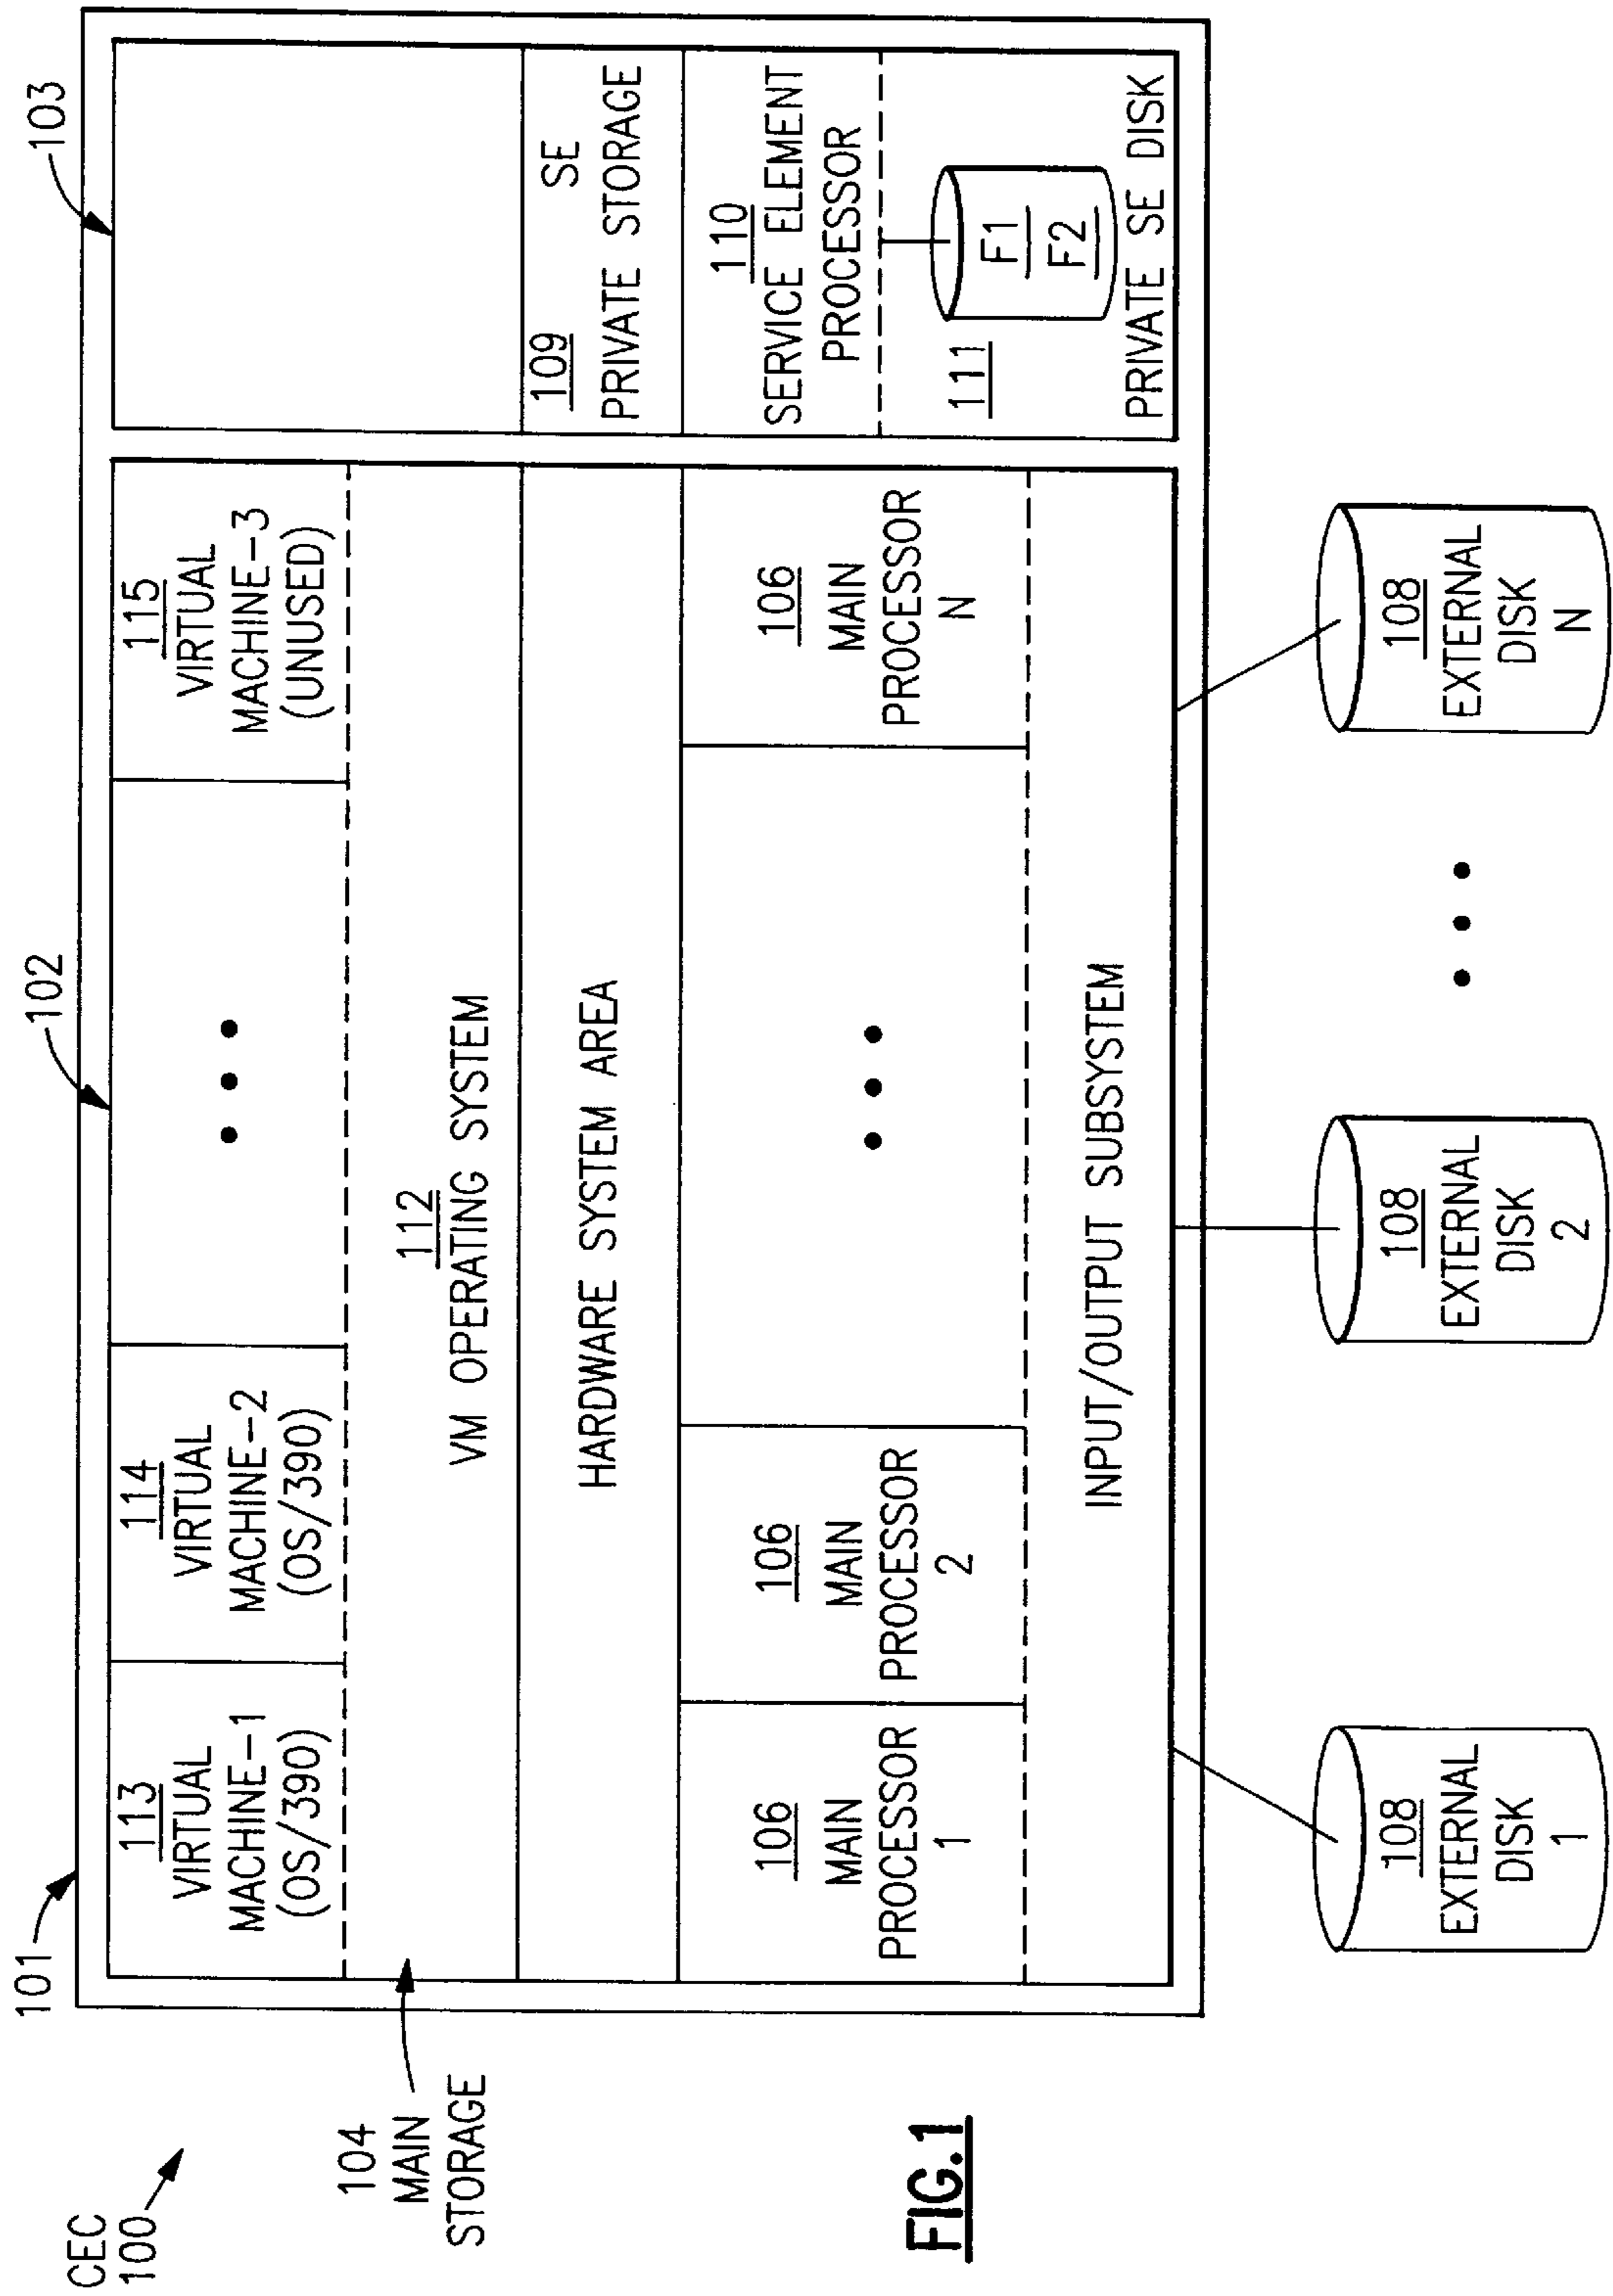 CEC
100
101
102
103
104
MAIN
STORAGE
113
VIRTUAL
MACHINE-1
(OS/390)
114
VIRTUAL
MACHINE-2
(OS/390)
115
VIRTUAL
MACHINE-3
(UNUSED)
112
VM OPERATING SYSTEM
HARDWARE SYSTEM AREA
106
MAIN
PROCESSOR
1
106
MAIN
PROCESSOR
2
106
MAIN
PROCESSOR
N
INPUT/OUTPUT SUBSYSTEM
109
SE
PRIVATE STORAGE
110
SERVICE ELEMENT
PROCESSOR
111
F1
F2
PRIVATE SE DISK
108
EXTERNAL
DISK
1
108
EXTERNAL
DISK
2
108
EXTERNAL
DISK
N
FIG.1